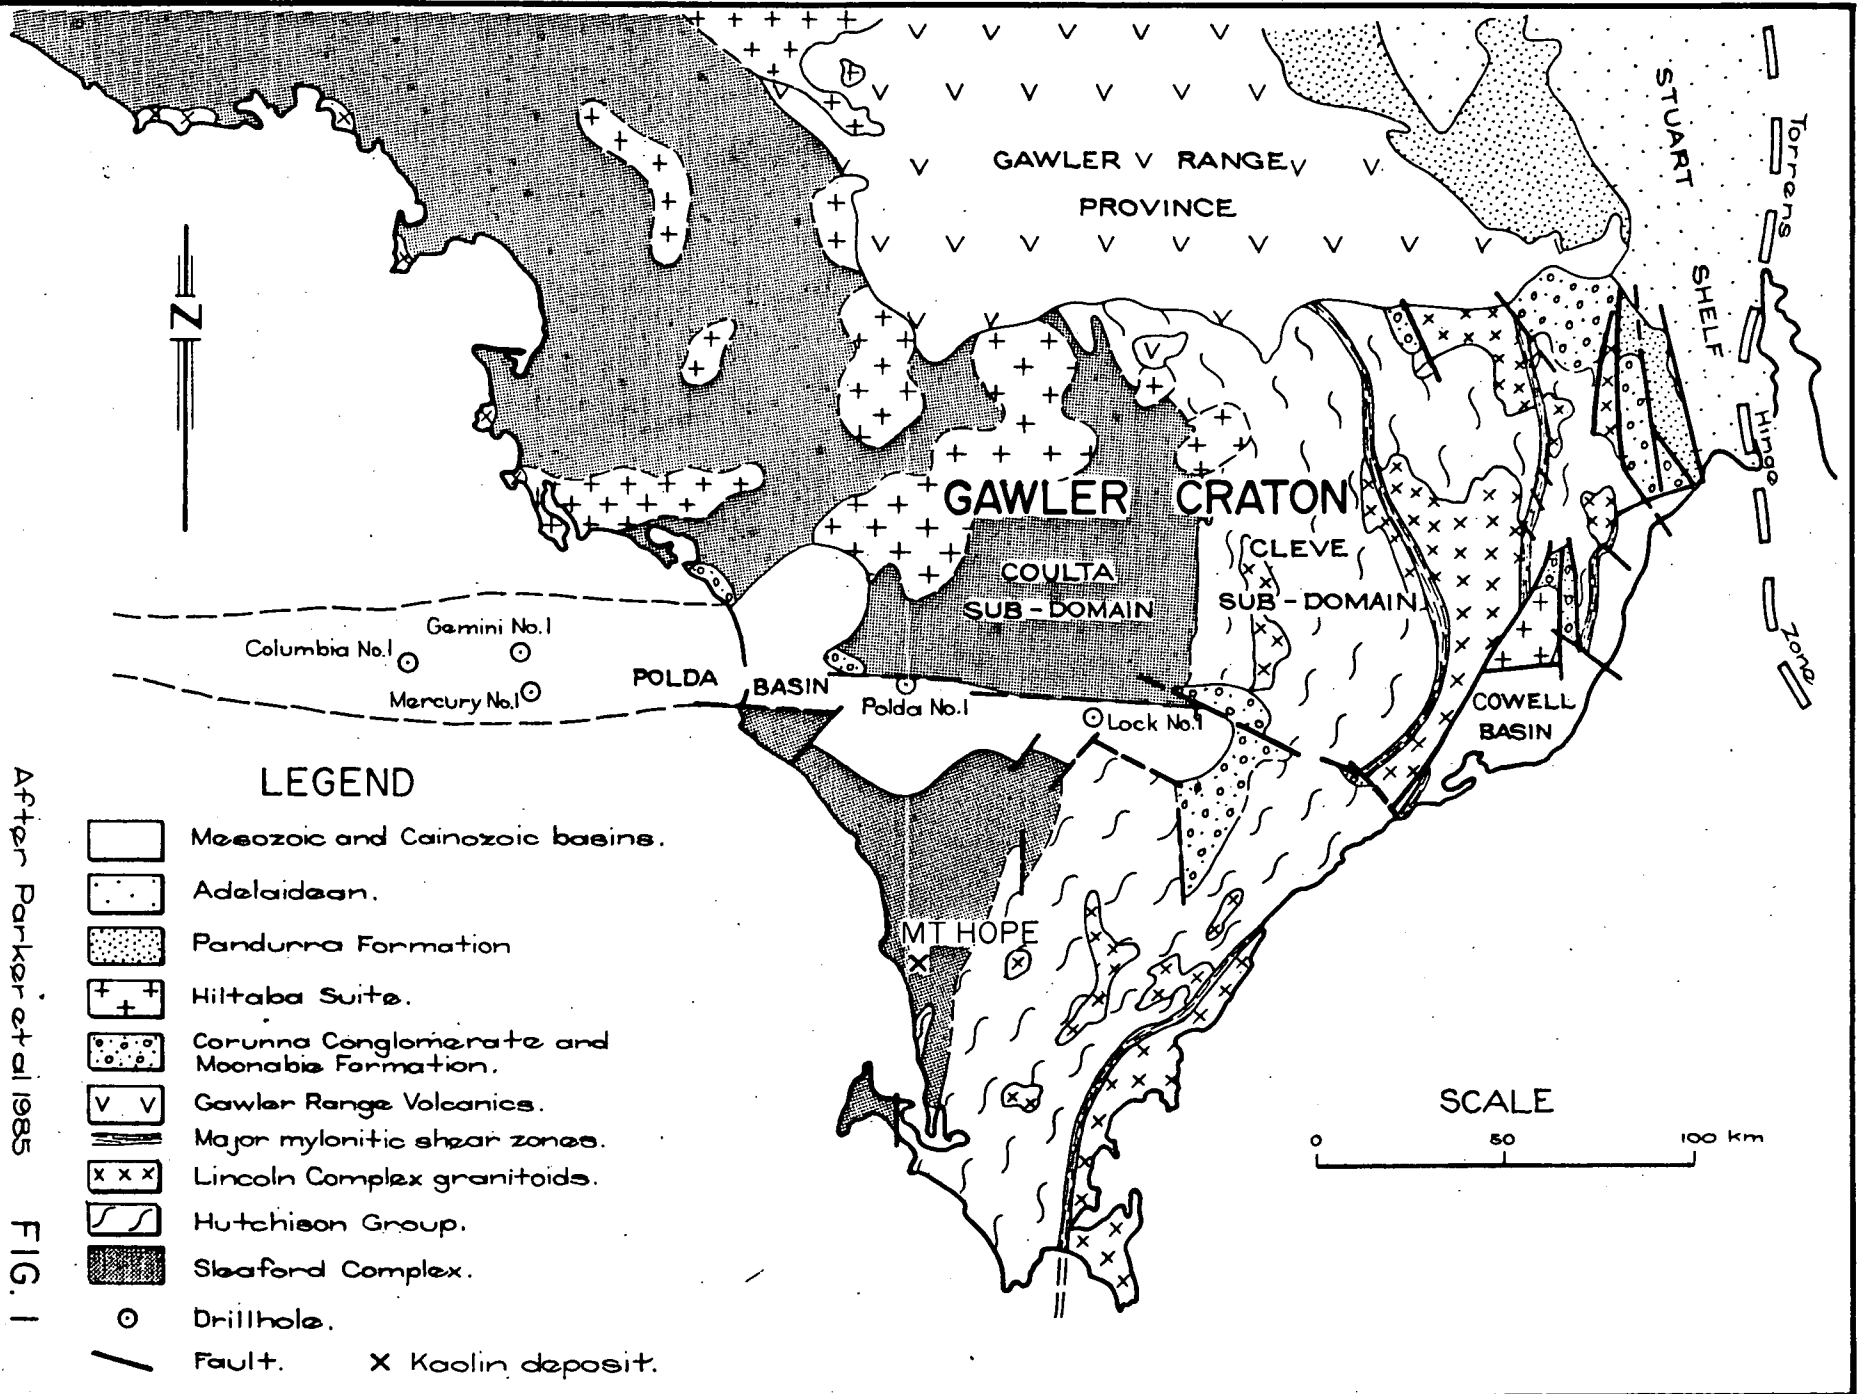 GAWLER RANGE
PROVINCE
STUART
SHELF
Torrens
Hinge
Zone
N
GAWLER CRATON
COULTA
SUB-DOMAIN
CLEVE
SUB-DOMAIN
Columbia No.1
Gemini No.1
Mercury No.1
POLDA BASIN
Polda No.1
Lock No.1
COWELL
BASIN
MT HOPE
LEGEND
Mesozoic and Cainozoic basins.
Adelaidean.
Pandurra Formation
Hiltaba Suite.
Corunna Conglomerate and
Moonabie Formation.
Gawler Range Volcanics.
Major mylonitic shear zones.
Lincoln Complex granitoids.
Hutchison Group.
Sleaford Complex.
Drillhole.
Fault.
Kaolin deposit.
SCALE
0 50 100 km
After Parker et al 1985 FIG. 1